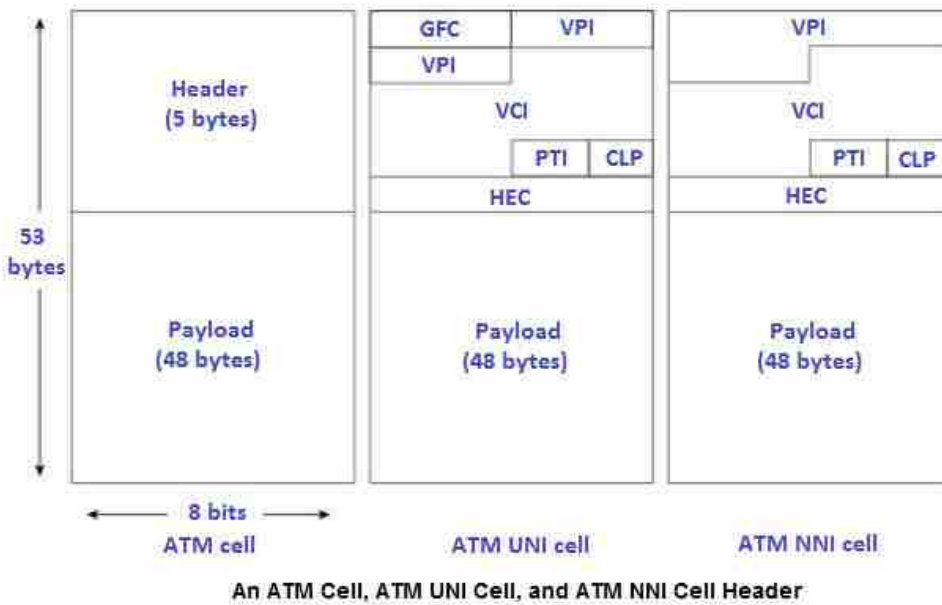 53
bytes
Header
(5 bytes)
Payload
(48 bytes)
8 bits
ATM cell
GFC VPI
VPI
VCI
PTI CLP
HEC
Payload
(48 bytes)
ATM UNI cell
VPI
VCI
PTI CLP
HEC
Payload
(48 bytes)
ATM NNI cell
An ATM Cell, ATM UNI Cell, and ATM NNI Cell Header